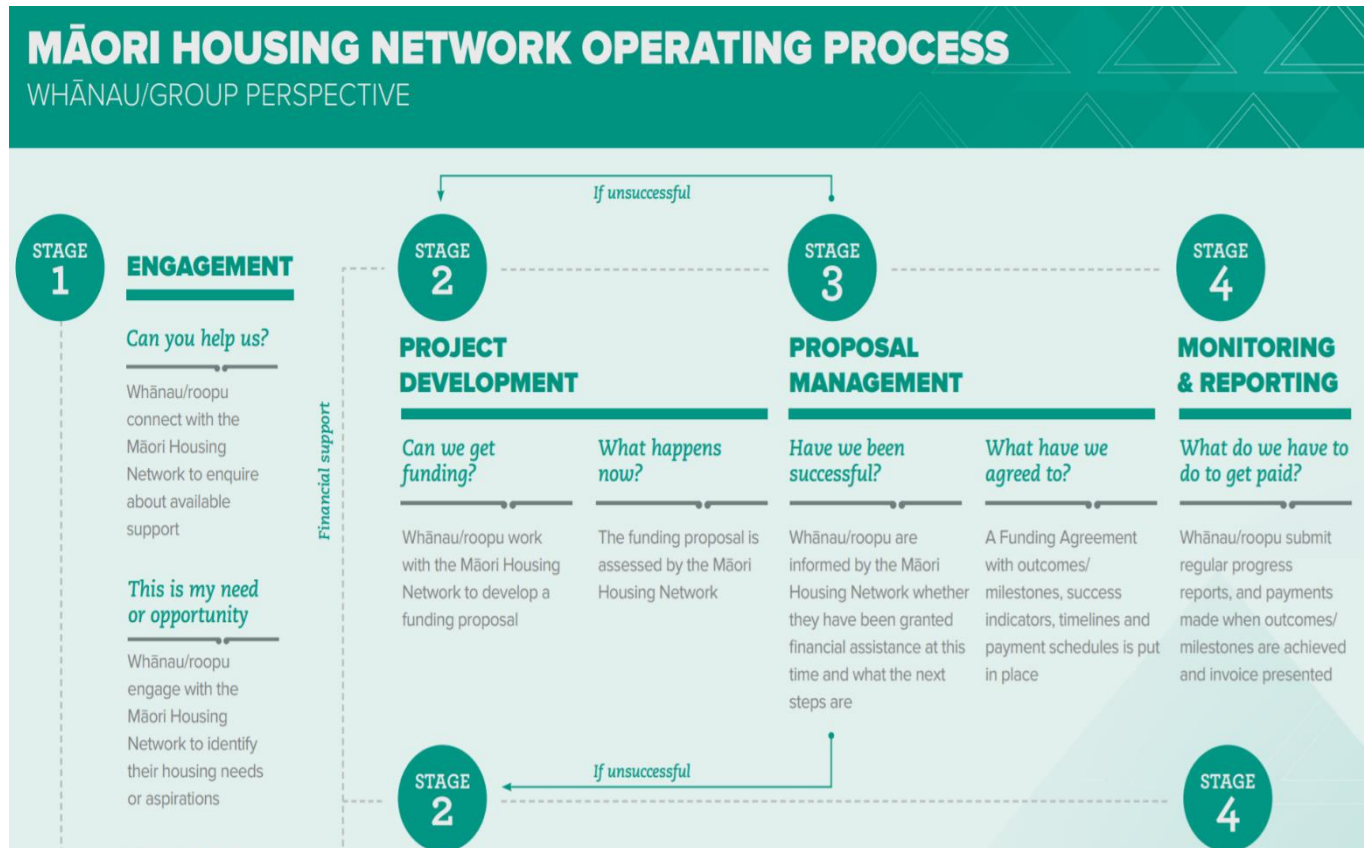 MĀORI HOUSING NETWORK OPERATING PROCESS
WHĀNAU/GROUP PERSPECTIVE
If unsuccessful
STAGE
1
ENGAGEMENT
Can you help us?
Whānau/roopu
connect with the
Māori Housing
Network to enquire
about available
support
This is my need
or opportunity
Whānau/roopu
engage with the
Māori Housing
Network to identify
their housing needs
or aspirations
Financial support
STAGE
2
PROJECT
DEVELOPMENT
Can we get
funding?
Whānau/roopu work
with the Māori Housing
Network to develop a
funding proposal
What happens
now?
The funding proposal is
assessed by the Māori
Housing Network
STAGE
3
PROPOSAL
MANAGEMENT
Have we been
successful?
Whānau/roopu are
informed by the Māori
Housing Network whether
they have been granted
financial assistance at this
time and what the next
steps are
What have we
agreed to?
A Funding Agreement
with outcomes/
milestones, success
indicators, timelines and
payment schedules is put
in place
STAGE
4
MONITORING
& REPORTING
What do we have to
do to get paid?
Whānau/roopu submit
regular progress
reports, and payments
made when outcomes/
milestones are achieved
and invoice presented
STAGE
2
If unsuccessful
STAGE
4